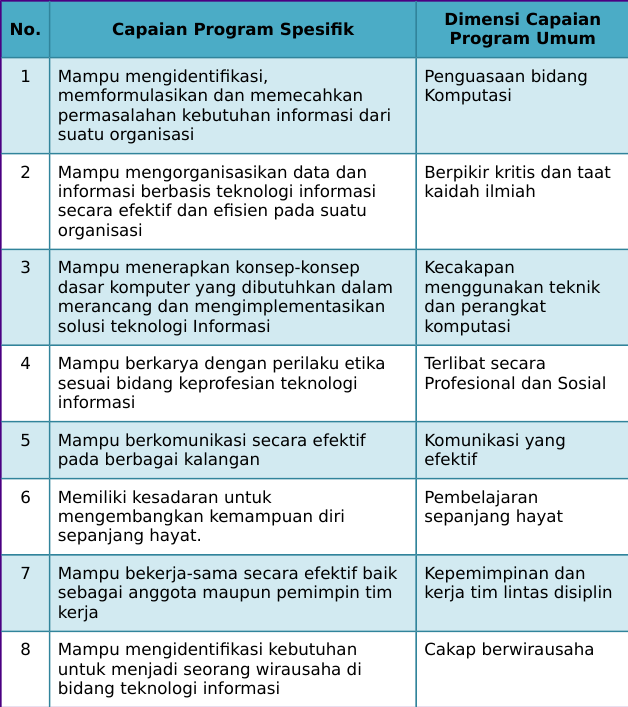 No.
Capaian Program Spesifik
Dimensi Capaian
Program Umum
1
Mampu mengidentifikasi,
memformulasikan dan memecahkan
permasalahan kebutuhan informasi dari
suatu organisasi
Penguasaan bidang
Komputasi
2
Mampu mengorganisasikan data dan
informasi berbasis teknologi informasi
secara efektif dan efisien pada suatu
organisasi
Berpikir kritis dan taat
kaidah ilmiah
3
Mampu menerapkan konsep-konsep
dasar komputer yang dibutuhkan dalam
merancang dan mengimplementasikan
solusi teknologi Informasi
Kecakapan
menggunakan teknik
dan perangkat
komputasi
4
Mampu berkarya dengan perilaku etika
sesuai bidang keprofesian teknologi
informasi
Terlibat secara
Profesional dan Sosial
5
Mampu berkomunikasi secara efektif
pada berbagai kalangan
Komunikasi yang
efektif
6
Memiliki kesadaran untuk
mengembangkan kemampuan diri
sepanjang hayat.
Pembelajaran
sepanjang hayat
7
Mampu bekerja-sama secara efektif baik
sebagai anggota maupun pemimpin tim
kerja
Kepemimpinan dan
kerja tim lintas disiplin
8
Mampu mengidentifikasi kebutuhan
untuk menjadi seorang wirausaha di
bidang teknologi informasi
Cakap berwirausaha